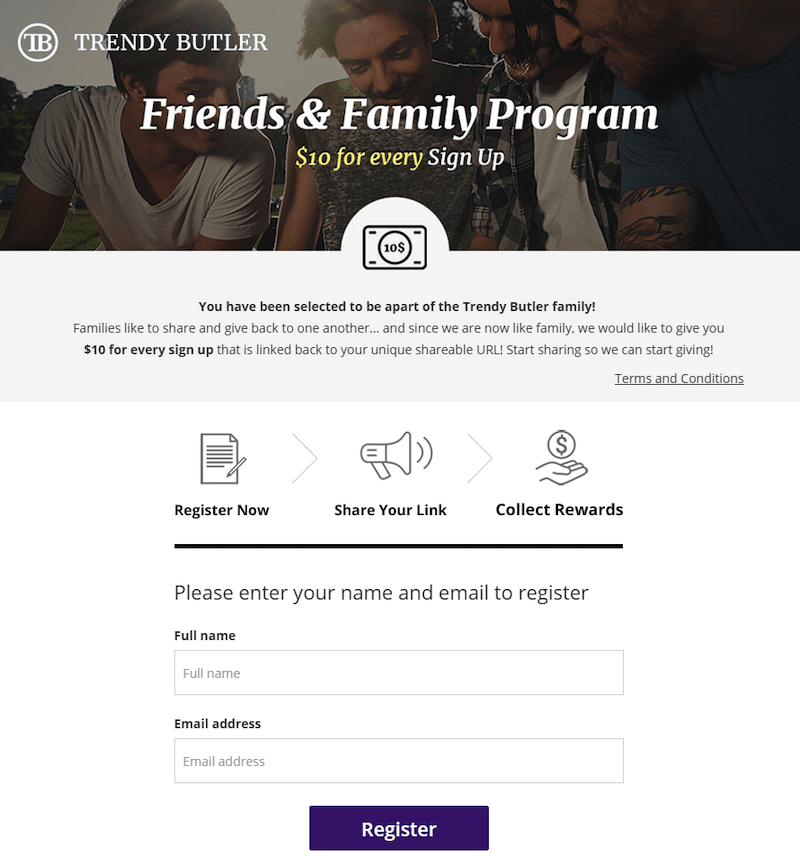 TB TRENDY BUTLER
Friends & Family Program
$10 for every Sign Up
10$
You have been selected to be apart of the Trendy Butler family!
Families like to share and give back to one another... and since we are now like family, we would like to give you
$10 for every sign up that is linked back to your unique shareable URL! Start sharing so we can start giving!
Terms and Conditions
$
Register Now Share Your Link Collect Rewards
Please enter your name and email to register
Full name
Full name
Email address
Email address
Register